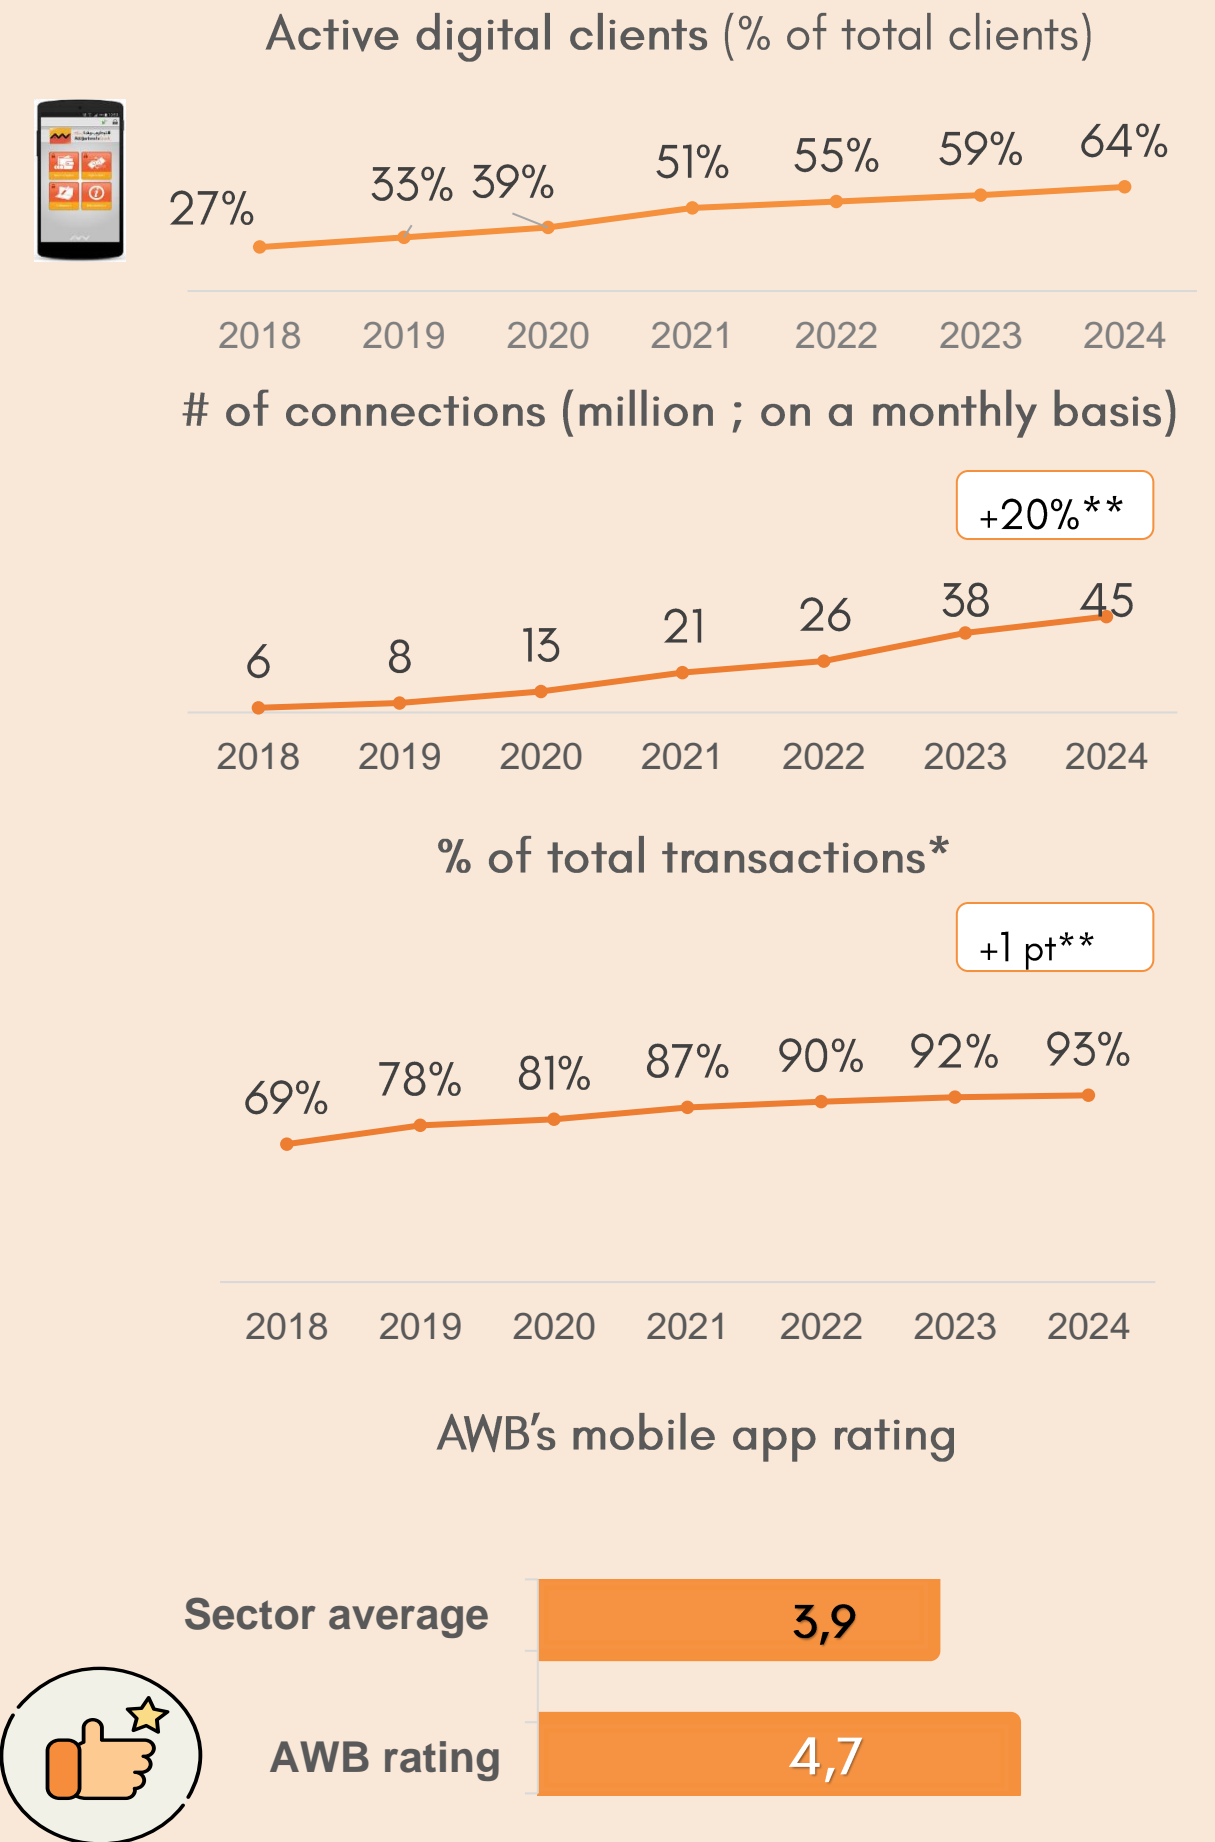 Active digital clients (% of total clients)
27% 33% 39% 51% 55% 59% 64%
2018 2019 2020 2021 2022 2023 2024
# of connections (million ; on a monthly basis)
+20%**
6 8 13 21 26 38 45
2018 2019 2020 2021 2022 2023 2024
% of total transactions*
+1 pt**
69% 78% 81% 87% 90% 92% 93%
2018 2019 2020 2021 2022 2023 2024
AWB’s mobile app rating
Sector average 3,9
AWB rating 4,7